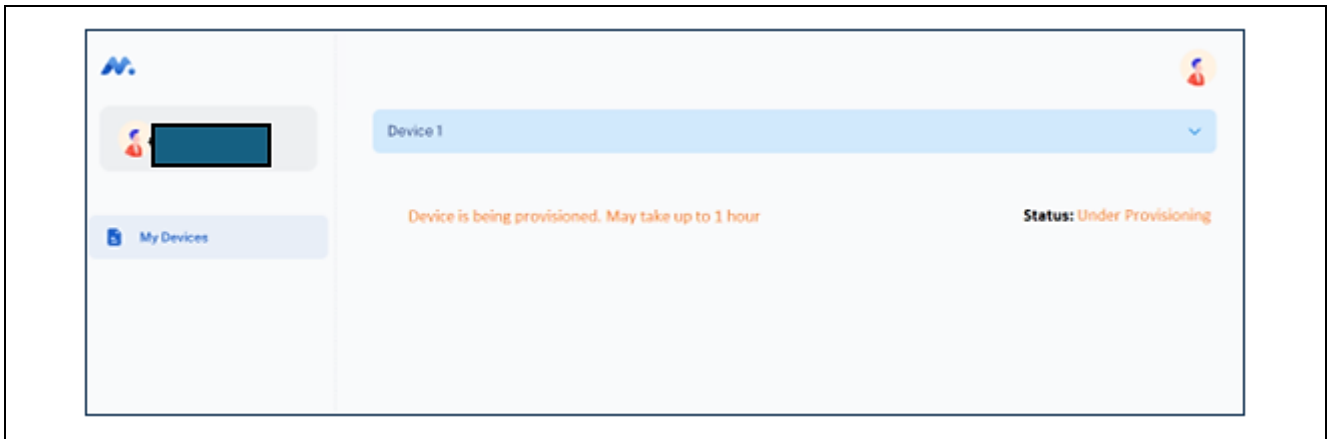 Device 1
Device is being provisioned. May take up to 1 hour
Status: Under Provisioning
My Devices